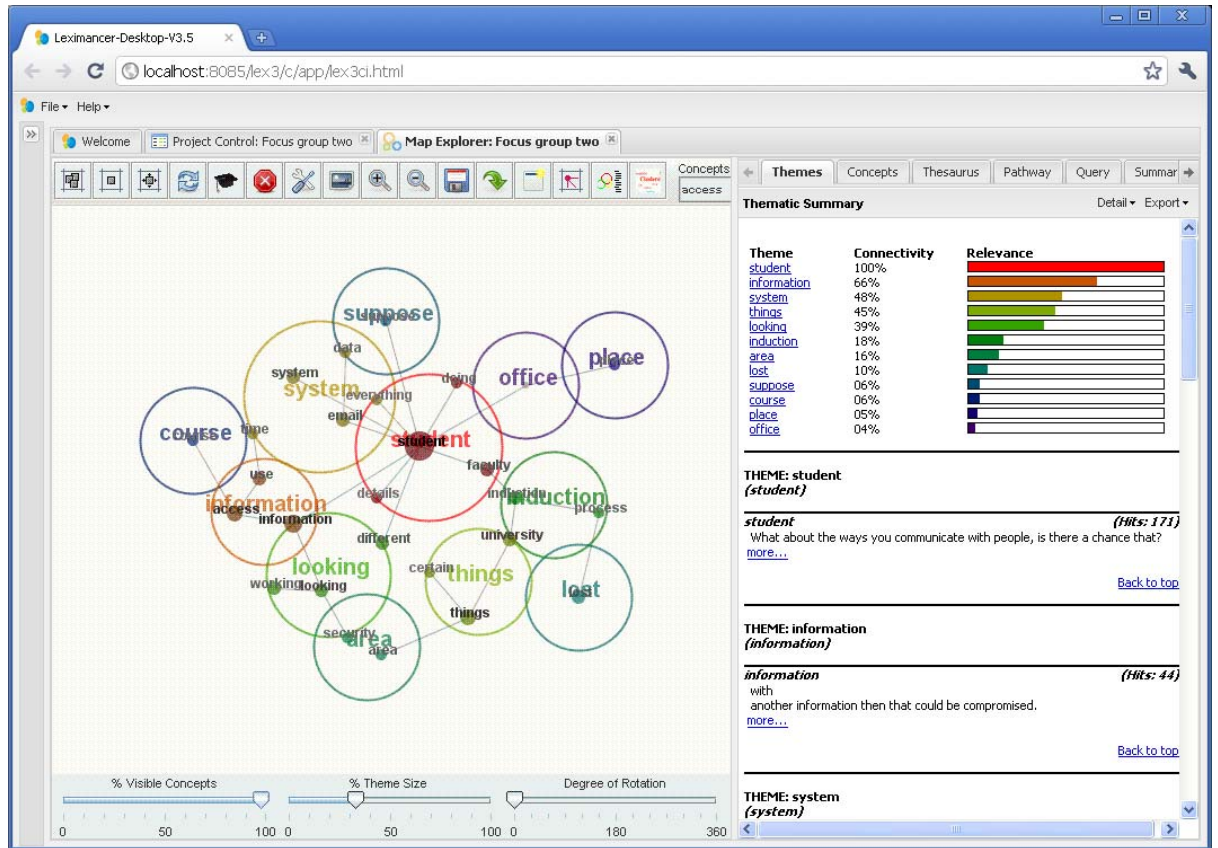 Leximancer-Desktop-V3.5
localhost:8085/lex3/c/app/lex3ci.html
File Help
Welcome Project Control: Focus group two Map Explorer: Focus group two
Concepts
access
suppose
data
system
system
everything
email
doing
office
place
course
time
student
student
use
faculty
information
access
information
details
induction
induction
process
different
university
looking
certain
things
working
looking
lost
things
security
area
area
% Visible Concepts % Theme Size Degree of Rotation
0 50 100 0 50 100 0 180 360
Themes Concepts Thesaurus Pathway Query Summar
Thematic Summary Detail Export
Theme Connectivity Relevance
student 100%
information 66%
system 48%
things 45%
looking 39%
induction 18%
area 16%
lost 10%
suppose 06%
course 06%
place 05%
office 04%
THEME: student
(student)
student (Hits: 171)
What about the ways you communicate with people, is there a chance that?
more...
Back to top
THEME: information
(information)
information (Hits: 44)
with
another information then that could be compromised.
more...
Back to top
THEME: system
(system)